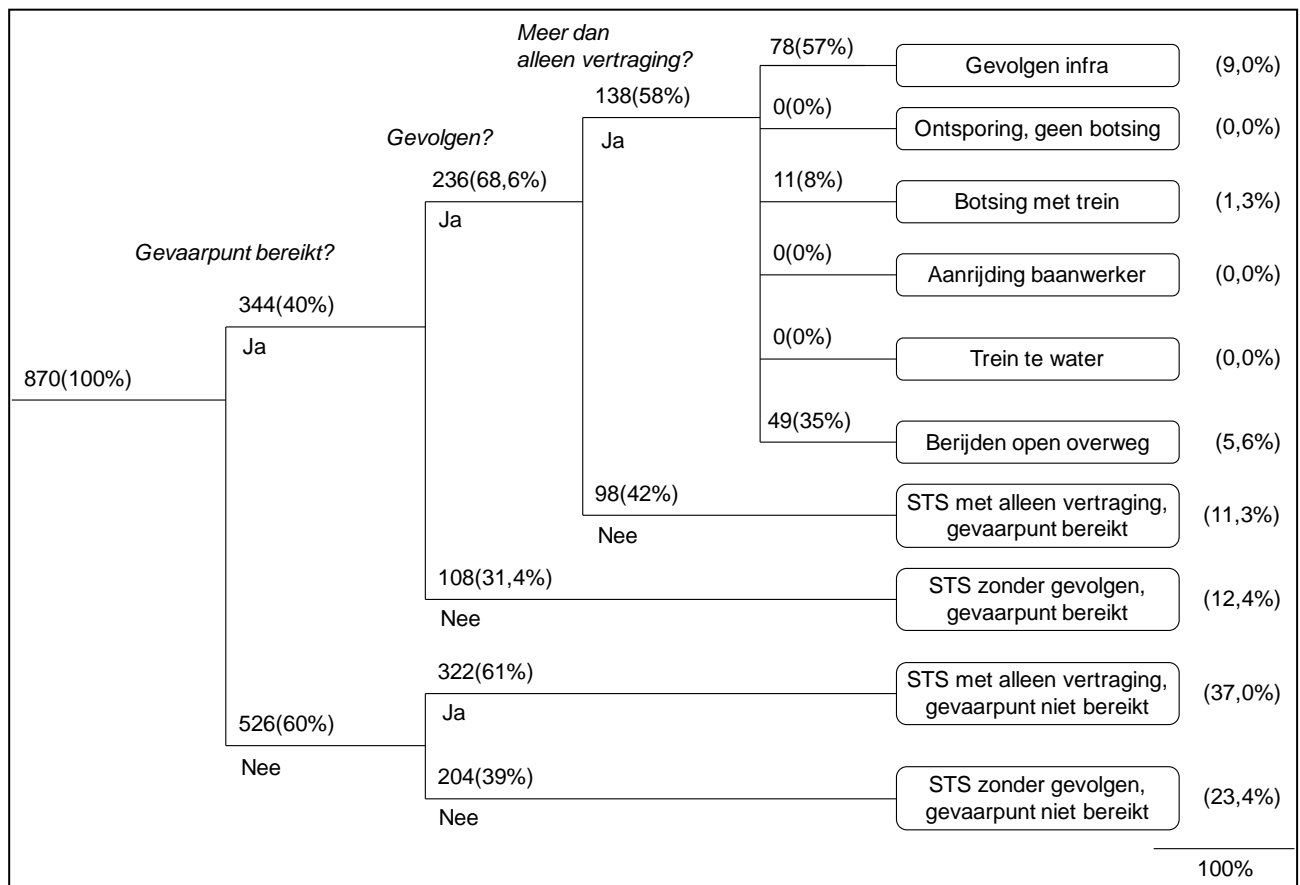 Meer dan
alleen vertraging?
78(57%)
Gevolgen infra
(9,0%)
138(58%)
Ja
0(0%)
Ontsporing, geen botsing
(0,0%)
Gevolgen?
236(68,6%)
Ja
11(8%)
Botsing met trein
(1,3%)
Gevaarpunt bereikt?
0(0%)
Aanrijding baanwerker
(0,0%)
344(40%)
Ja
0(0%)
Trein te water
(0,0%)
870(100%)
49(35%)
Berijden open overweg
(5,6%)
98(42%)
Nee
STS met alleen vertraging,
gevaarpunt bereikt
(11,3%)
108(31,4%)
Nee
STS zonder gevolgen,
gevaarpunt bereikt
(12,4%)
322(61%)
Ja
STS met alleen vertraging,
gevaarpunt niet bereikt
(37,0%)
526(60%)
Nee
204(39%)
Nee
STS zonder gevolgen,
gevaarpunt niet bereikt
(23,4%)
100%